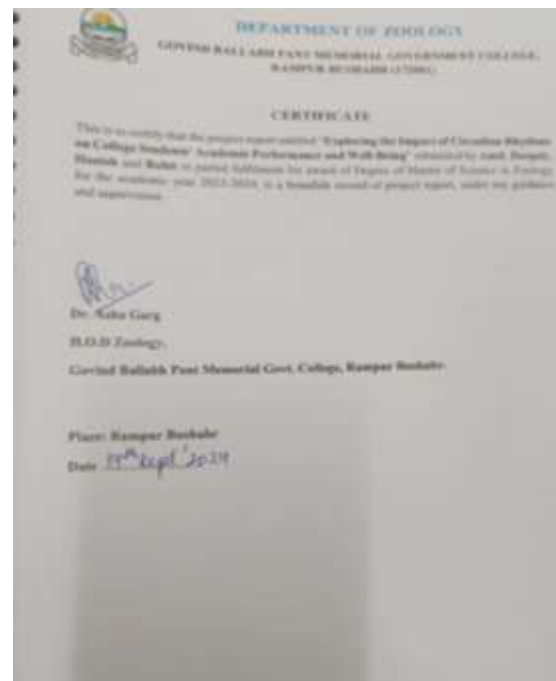 DEPARTMENT OF ZOOLOGY
GOVIND BALLABH PANT MEMORIAL GOVERNMENT COLLEGE,
RAMPUR BUSHAHR (172001)
CERTIFICATE
This is to certify that the project report entitled "Exploring the Impact of Circadian Rhythms
on College Students' Academic Performance and Well-Being" submitted by Deepak,
and Rohit in partial fulfilment for award of Degree of Master of Science in Zoology
for the academic year 2023-2024, is a bonafide record of project report, under my guidance
and supervision.
Dr. Garg
H.O.D Zoology,
Govind Ballabh Pant Memorial Govt. College, Rampur Bushahr
Place: Rampur Bushahr
Date 19th Sept' 2024